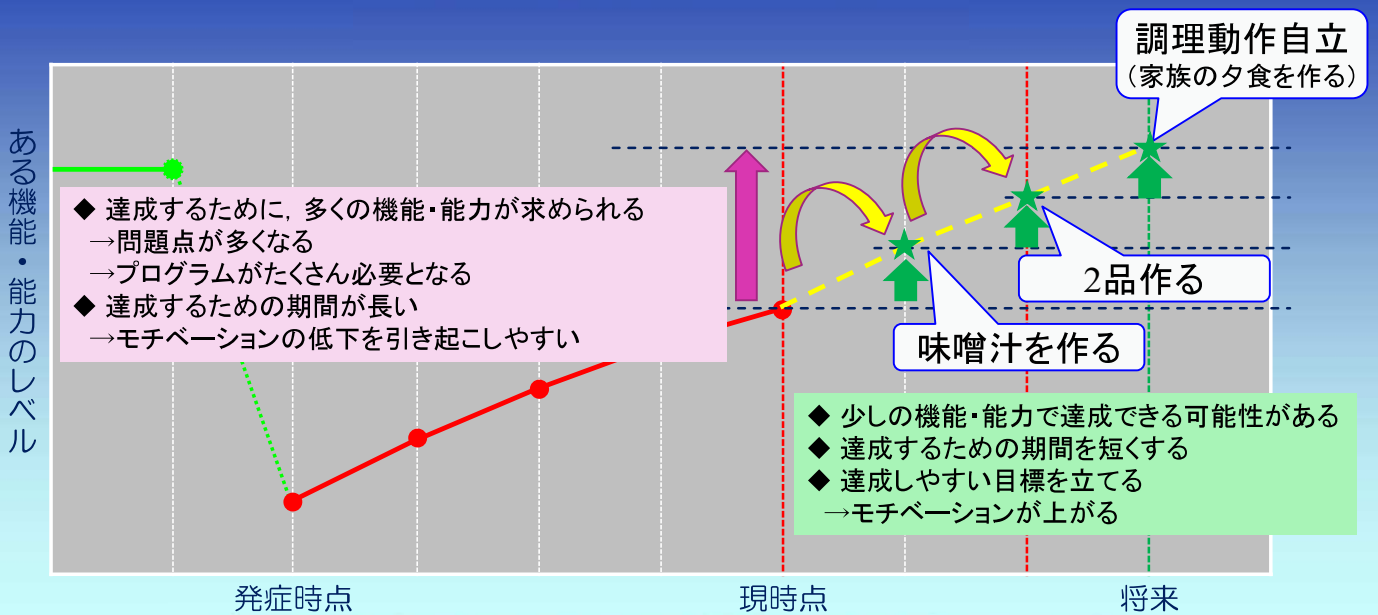 調理動作自立
(家族の夕食を作る)
ある機能・能力のレベル
◆ 達成するために, 多くの機能・能力が求められる
→問題点が多くなる
→プログラムがたくさん必要となる
◆ 達成するための期間が長い
→モチベーションの低下を引き起こしやすい
2品作る
味噌汁を作る
◆ 少しの機能・能力で達成できる可能性がある
◆ 達成するための期間を短くする
◆ 達成しやすい目標を立てる
→モチベーションが上がる
発症時点
現時点
将来